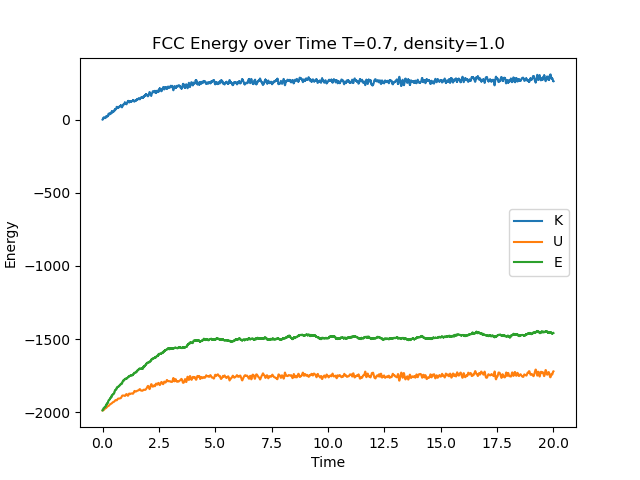 FCC Energy over Time T=0.7, density=1.0
0
−500
−1000
−1500
−2000
Energy
K
U
E
0.0 2.5 5.0 7.5 10.0 12.5 15.0 17.5 20.0
Time